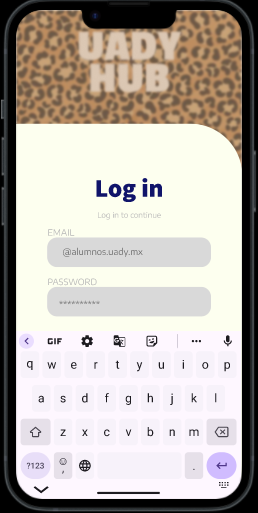 UADY
HUB
Log in
Log in to continue
EMAIL
@alumnos.uady.mx
PASSWORD
**********
GIF
q w e r t y u i o p
a s d f g h j k l
z x c v b n m
?123 , .